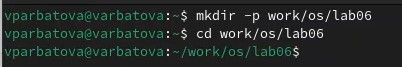 vparbatova@varbatova:~$ mkdir -p work/os/lab06
vparbatova@varbatova:~$ cd work/os/lab06
vparbatova@varbatova:~/work/os/lab06$